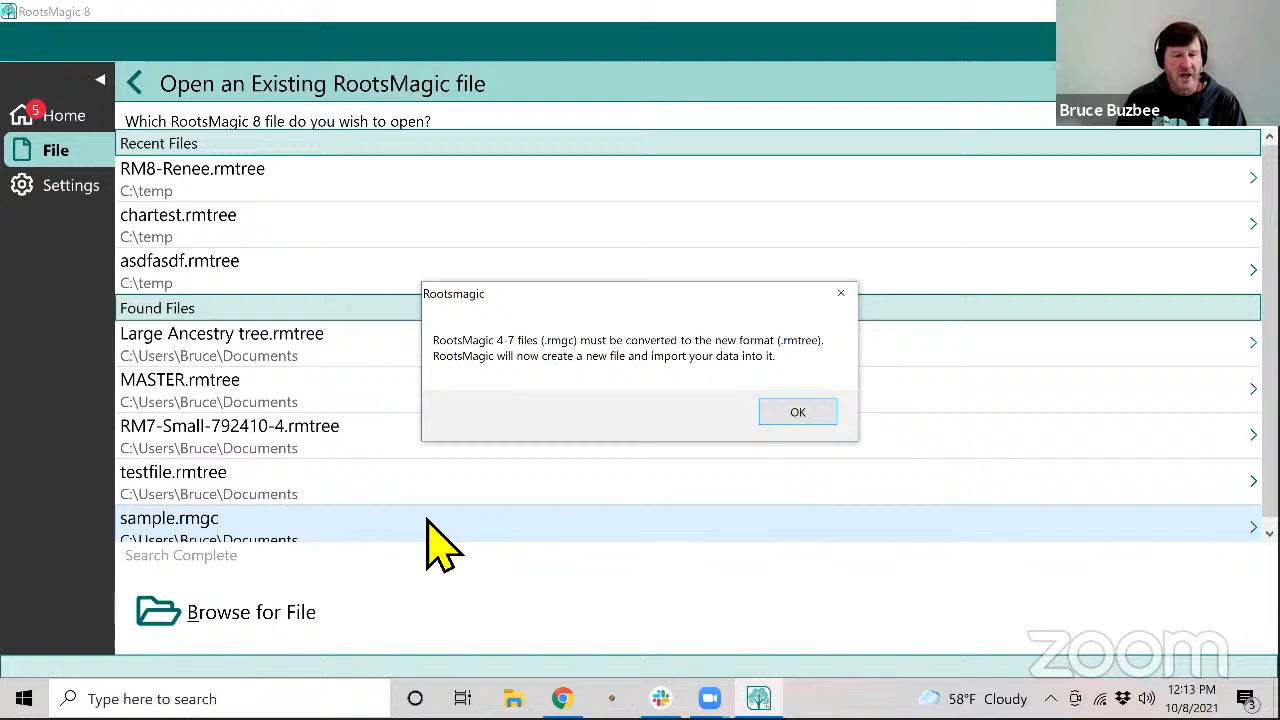 RootsMagic 8
Open an Existing RootsMagic file
Bruce Buzbee
5
Home
File
Settings
Which RootsMagic 8 file do you wish to open?
Recent Files
RM8-Renee.rmtree
C:\temp
chartest.rmtree
C:\temp
asdfasdf.rmtree
C:\temp
Found Files
Large Ancestry tree.rmtree
C:\Users\Bruce\Documents
MASTER.rmtree
C:\Users\Bruce\Documents
RM7-Small-792410-4.rmtree
C:\Users\Bruce\Documents
testfile.rmtree
C:\Users\Bruce\Documents
sample.rmgc
C:\Users\Bruce\Documents
Search Complete
Browse for File
Rootsmagic
RootsMagic 4-7 files (.rmgc) must be converted to the new format (.rmtree).
RootsMagic will now create a new file and import your data into it.
OK
zoom
Type here to search
58°F Cloudy
12:13 PM
10/8/2021
3